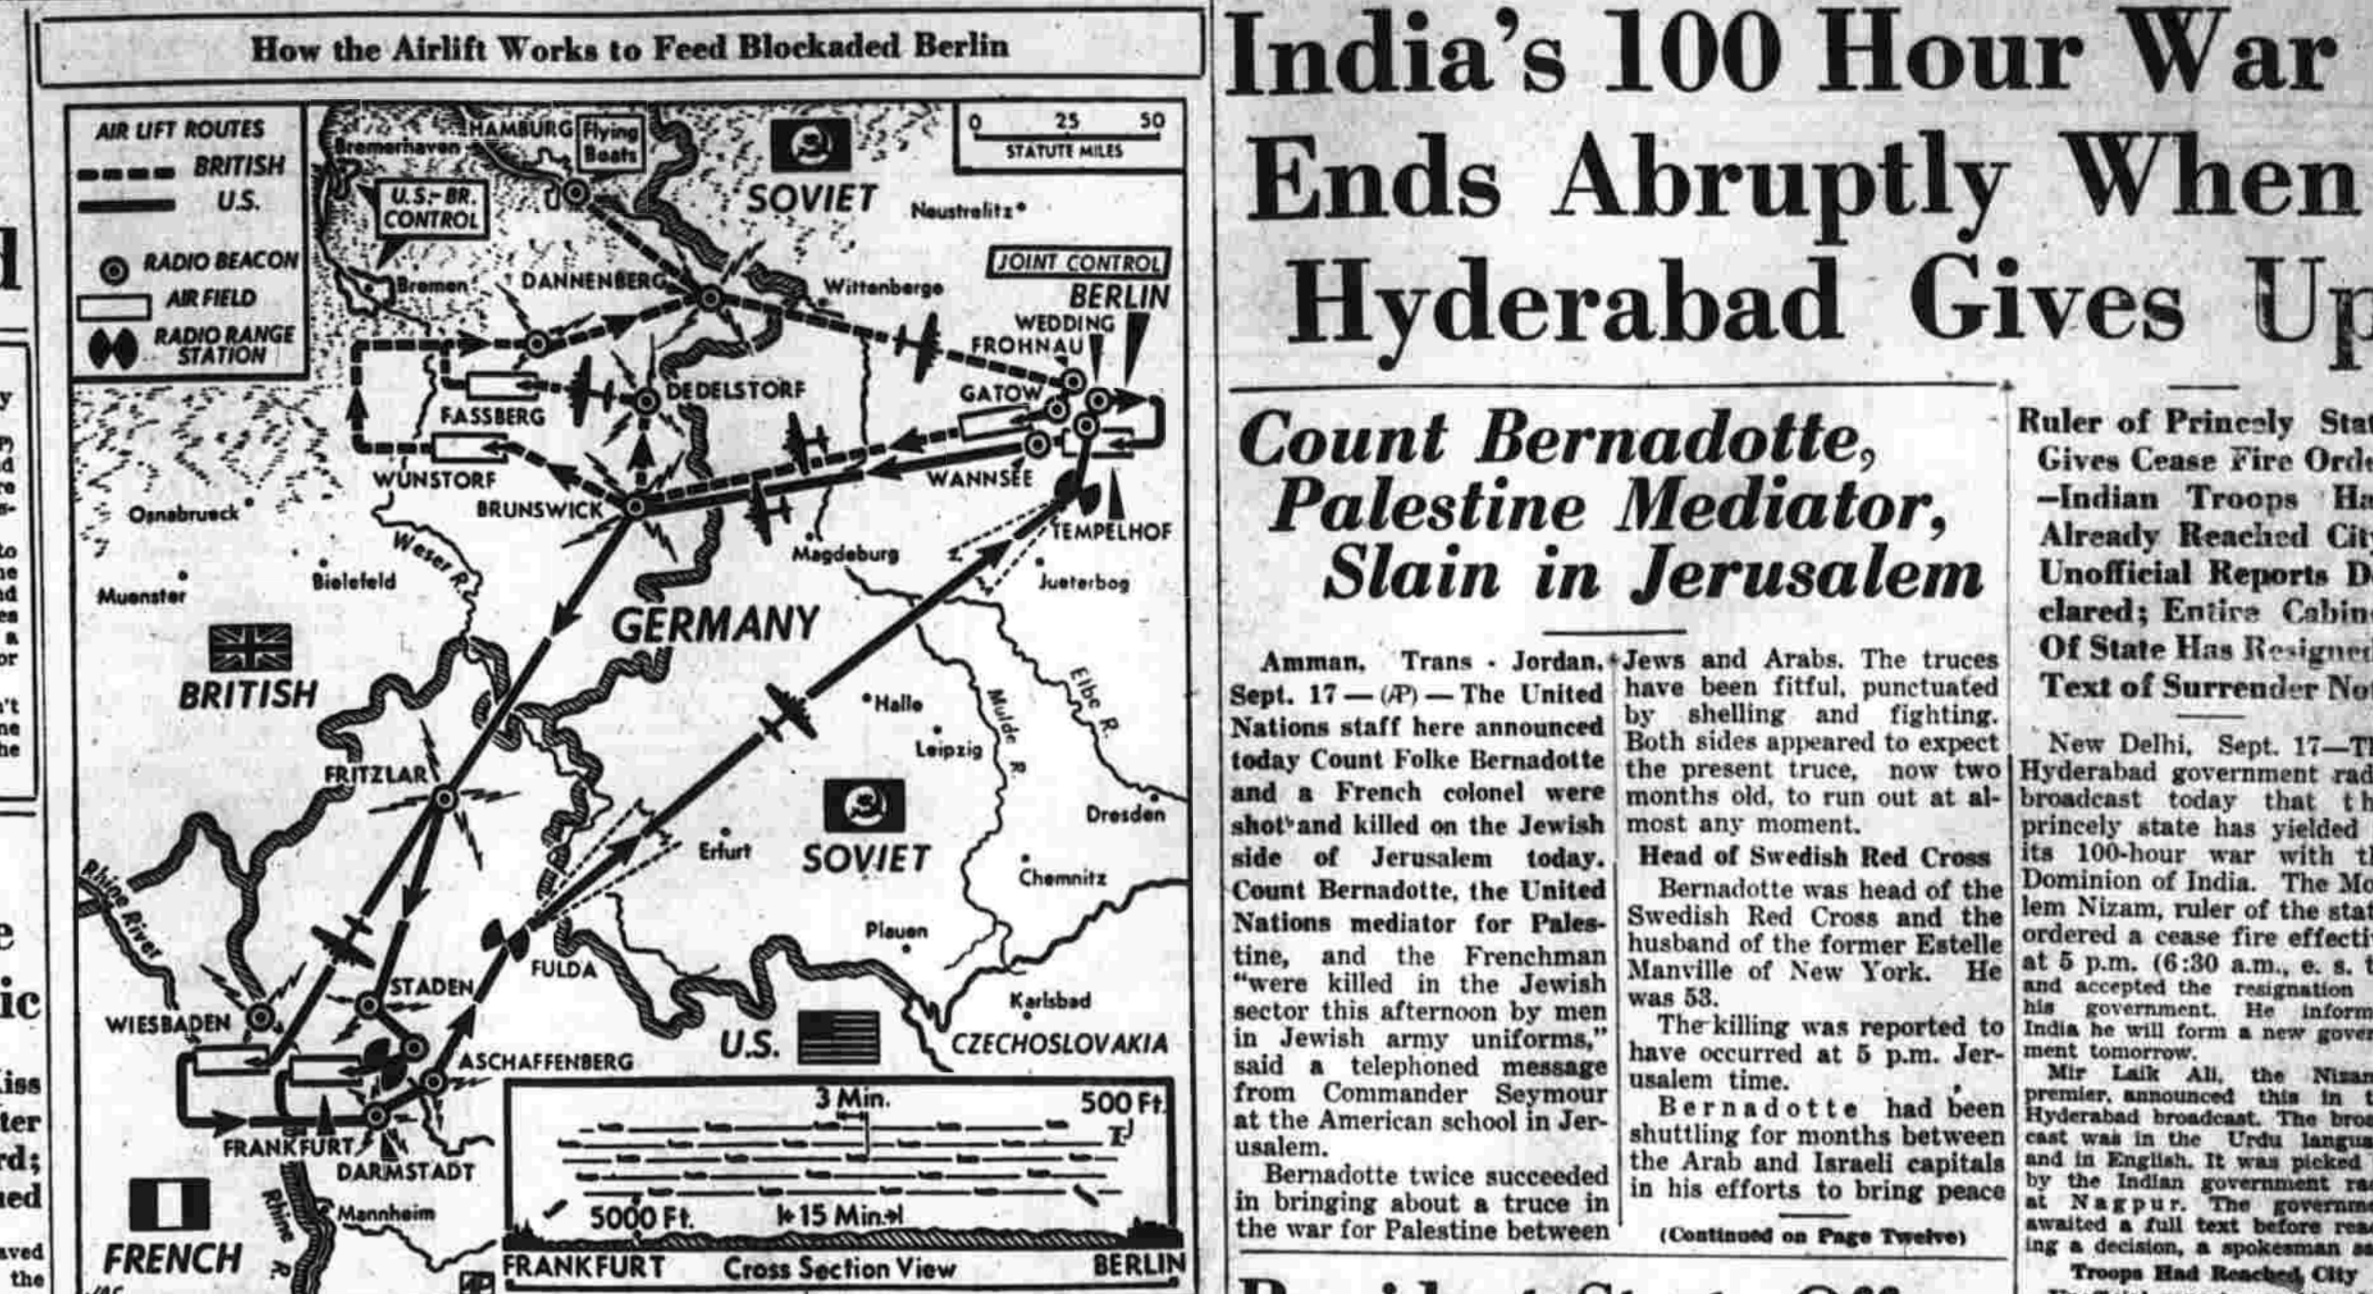 How the Airlift Works to Feed Blockaded Berlin
AIR LIFT ROUTES
BRITISH
U.S.
RADIO BEACON
AIR FIELD
RADIO RANGE
STATION
HAMBURG
Flying
Boats
Bremerhaven
U.S.-BR.
CONTROL
SOVIET
0 25 50
STATUTE MILES
Neustrelitz
Bremen
DANNENBERG
Wittenberge
JOINT CONTROL
BERLIN
WEDDING
FROHNAU
DEDELSTORF
GATOW
FASSBERG
WUNSTORF
BRUNSWICK
WANNSEE
TEMPELHOF
Osnabrueck
Weser R.
Magdeburg
Bielefeld
Jueterbog
Muenster
GERMANY
BRITISH
Halle
Mulde R.
Elbe R.
Leipzig
FRITZLAR
SOVIET
Dresden
Erfurt
Chemnitz
Rhine River
Plauen
FULDA
STADEN
Karlsbad
WIESBADEN
U.S.
CZECHOSLOVAKIA
ASCHAFFENBERG
FRANKFURT
DARMSTADT
3 Min.
500 Ft.
5000 Ft.
15 Min.
FRANKFURT
Cross Section View
BERLIN
Rhine R.
Mannheim
FRENCH
AP
India's 100 Hour War
Ends Abruptly When
Hyderabad Gives Up
Count Bernadotte,
Palestine Mediator,
Slain in Jerusalem
Amman, Trans - Jordan,
Sept. 17—(AP)—The United
Nations staff here announced
today Count Folke Bernadotte
and a French colonel were
shot and killed on the Jewish
side of Jerusalem today.
Count Bernadotte, the United
Nations mediator for Pales-
tine, and the Frenchman
"were killed in the Jewish
sector this afternoon by men
in Jewish army uniforms,"
said a telephoned message
from Commander Seymour
at the American school in Jer-
usalem.
Bernadotte twice succeeded
in bringing about a truce in
the war for Palestine between
Jews and Arabs. The truces
have been fitful, punctuated
by shelling and fighting.
Both sides appeared to expect
the present truce, now two
months old, to run out at al-
most any moment.
Head of Swedish Red Cross
Bernadotte was head of the
Swedish Red Cross and the
husband of the former Estelle
Manville of New York. He
was 53.
The killing was reported to
have occurred at 5 p.m. Jer-
usalem time.
Bernadotte had been
shuttling for months between
the Arab and Israeli capitals
in his efforts to bring peace
(Continued on Page Twelve)
Ruler of Princely
Gives Cease Fire
—Indian Troops
Already Reached
Unofficial Reports
clared; Entire
Of State Has Resigned
Text of Surrender
New Delhi, Sept. 17—
Hyderabad government
broadcast today that
princely state has yielded
its 100-hour war with
Dominion of India. The
lem Nizam, ruler of the
ordered a cease fire
at 5 p.m. (6:30 a.m., e. s.
and accepted the resignation
his government. He
India he will form a new
ment tomorrow.
Mir Laik Ali, the
premier, announced this in
Hyderabad broadcast. The
cast was in the Urdu
and in English. It was picked
by the Indian government
at Nagpur. The
awaited a full text before
ing a decision, a spokesman
Troops Had Reached City